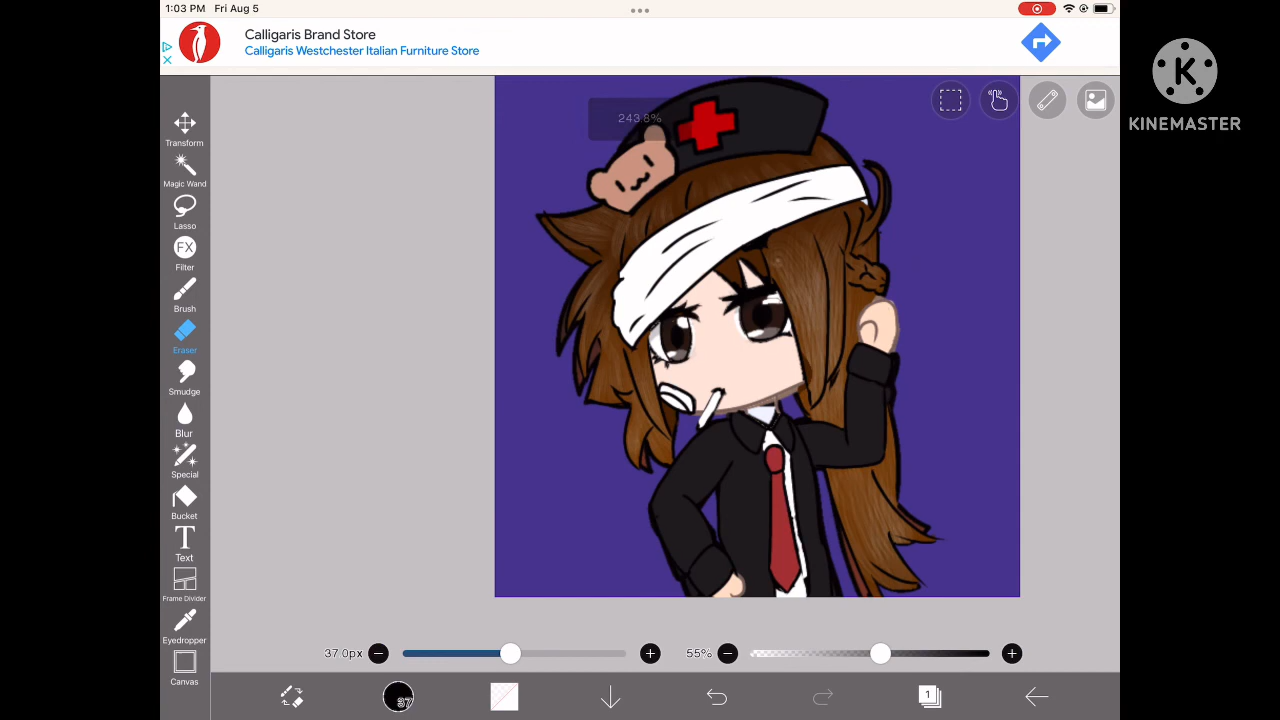 1:03 PM Fri Aug 5
Calligaris Brand Store
Calligaris Westchester Italian Furniture Store
K
KINEMASTER
243.8%
Transform
Magic Wand
Lasso
FX
Filter
Brush
Eraser
Smudge
Blur
Special
Bucket
T
Text
Frame Divider
Eyedropper
Canvas
37.0px
55%
37
1